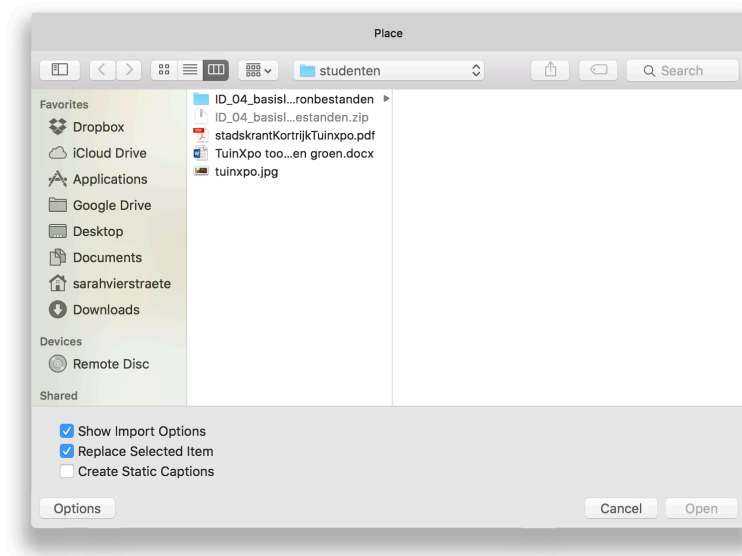 Place
studenten
Search
Favorites
Dropbox
iCloud Drive
Applications
Google Drive
Desktop
Documents
sarahvierstraete
Downloads
Devices
Remote Disc
Shared
ID_04_basisl...ronbestanden
ID_04_basisl...estanden.zip
stadskrantKortrijkTuinxpo.pdf
TuinXpo too...en groen.docx
tuinxpo.jpg
Show Import Options
Replace Selected Item
Create Static Captions
Options
Cancel
Open